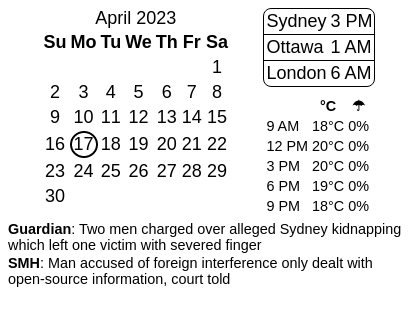 April 2023
Su Mo Tu We Th Fr Sa
1
2 3 4 5 6 7 8
9 10 11 12 13 14 15
16 17 18 19 20 21 22
23 24 25 26 27 28 29
30
Sydney 3 PM
Ottawa 1 AM
London 6 AM
°C ☂
9 AM 18°C 0%
12 PM 20°C 0%
3 PM 20°C 0%
6 PM 19°C 0%
9 PM 18°C 0%
Guardian: Two men charged over alleged Sydney kidnapping
which left one victim with severed finger
SMH: Man accused of foreign interference only dealt with
open-source information, court told